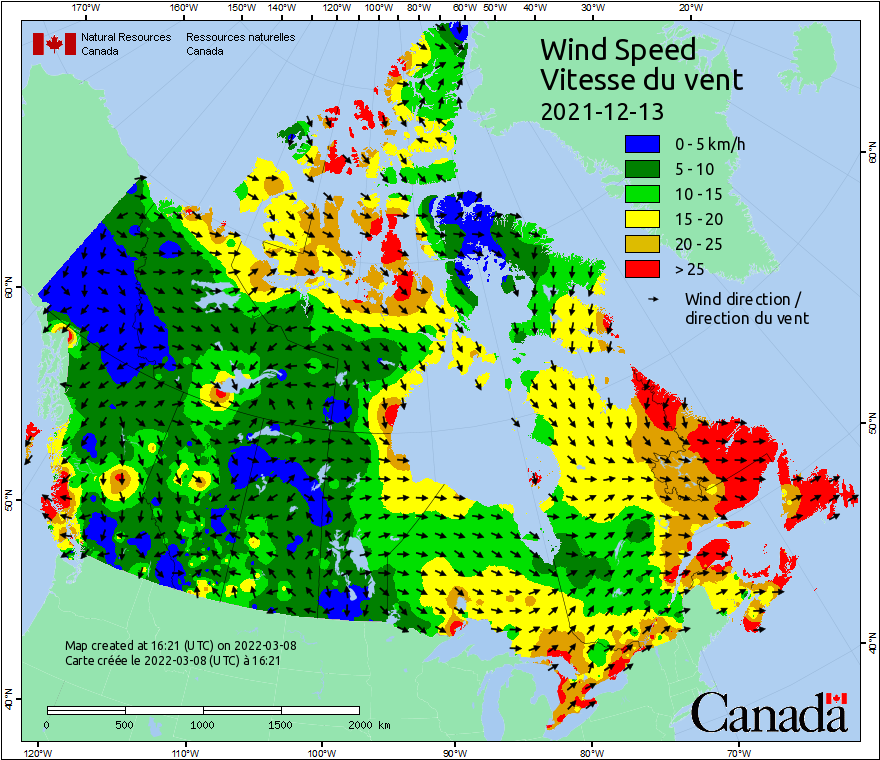 170°W 160°W 150°W 140°W 130°W 120°W 110°W 100°W 90°W 80°W 70°W 60°W 50°W 40°W 30°W 20°W
Natural Resources Ressources naturelles
Canada Canada
Wind Speed
Vitesse du vent
2021-12-13
0 - 5 km/h
5 - 10
10 - 15
15 - 20
20 - 25
> 25
Wind direction /
direction du vent
60°N
60°N
50°N
50°N
40°N
40°N
Map created at 16:21 (UTC) on 2022-03-08
Carte créée le 2022-03-08 (UTC) à 16:21
0 500 1000 1500 2000 km
Canada
120°W 110°W 100°W 90°W 80°W 70°W